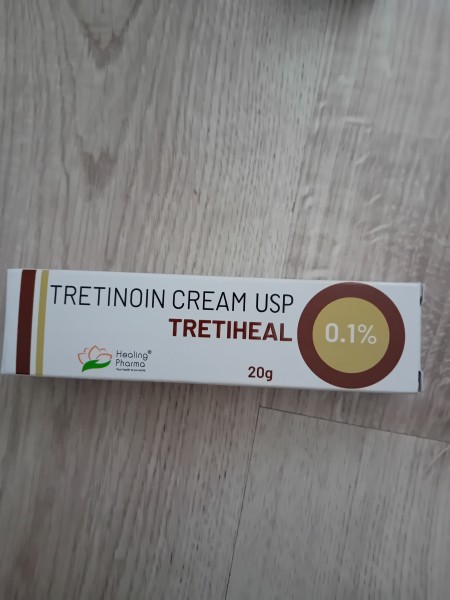 TRETINOIN CREAM USP
TRETIHEAL
0.1%
Healing®
Pharma
20g